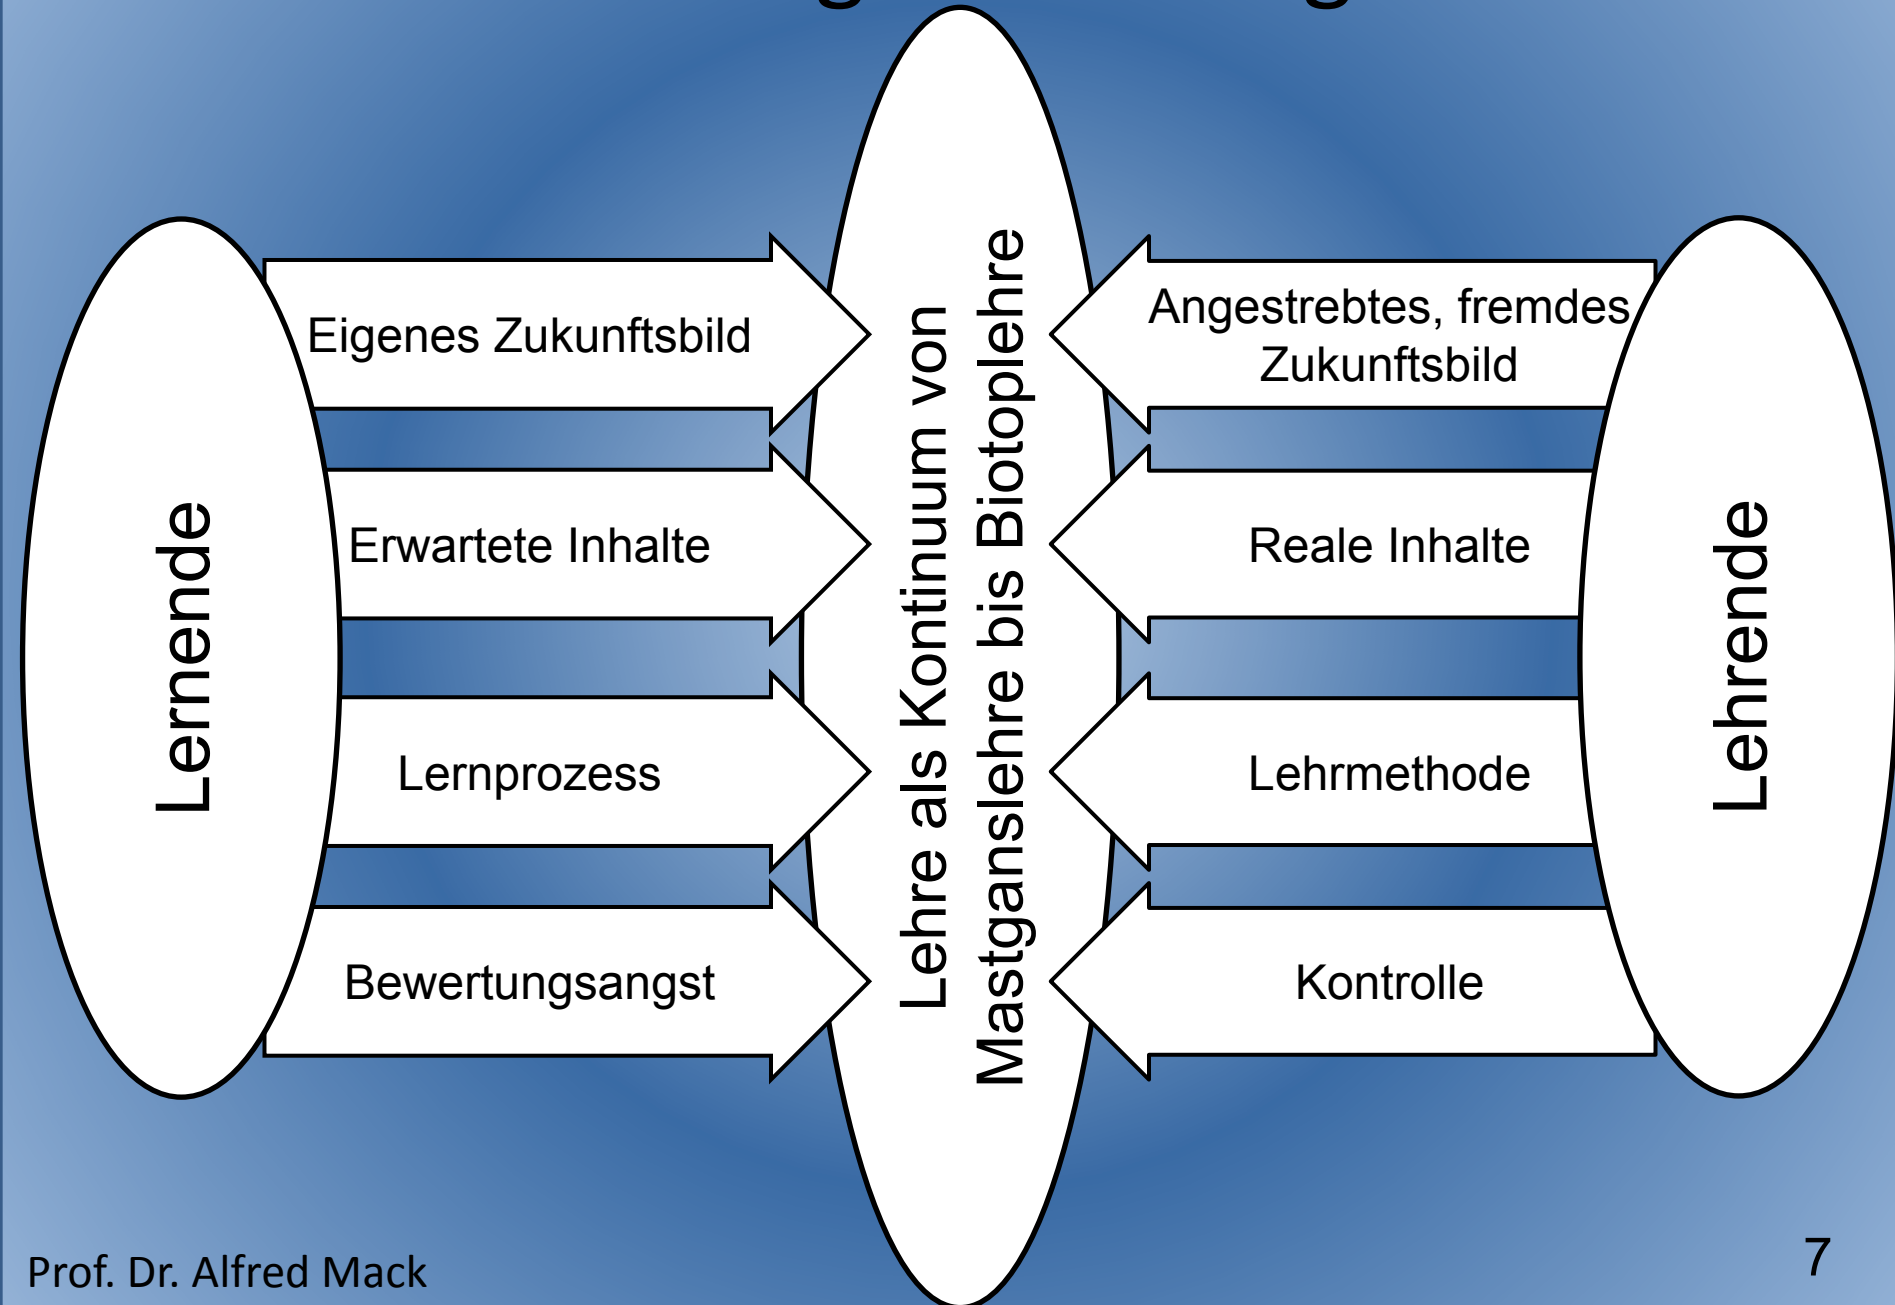 Lernende
Eigenes Zukunftsbild
Erwartete Inhalte
Lernprozess
Bewertungsangst
Lehre als Kontinuum von
Mastganslehre bis Biotoplehre
Angestrebtes, fremdes
Zukunftsbild
Reale Inhalte
Lehrmethode
Kontrolle
Lehrende
Prof. Dr. Alfred Mack
7